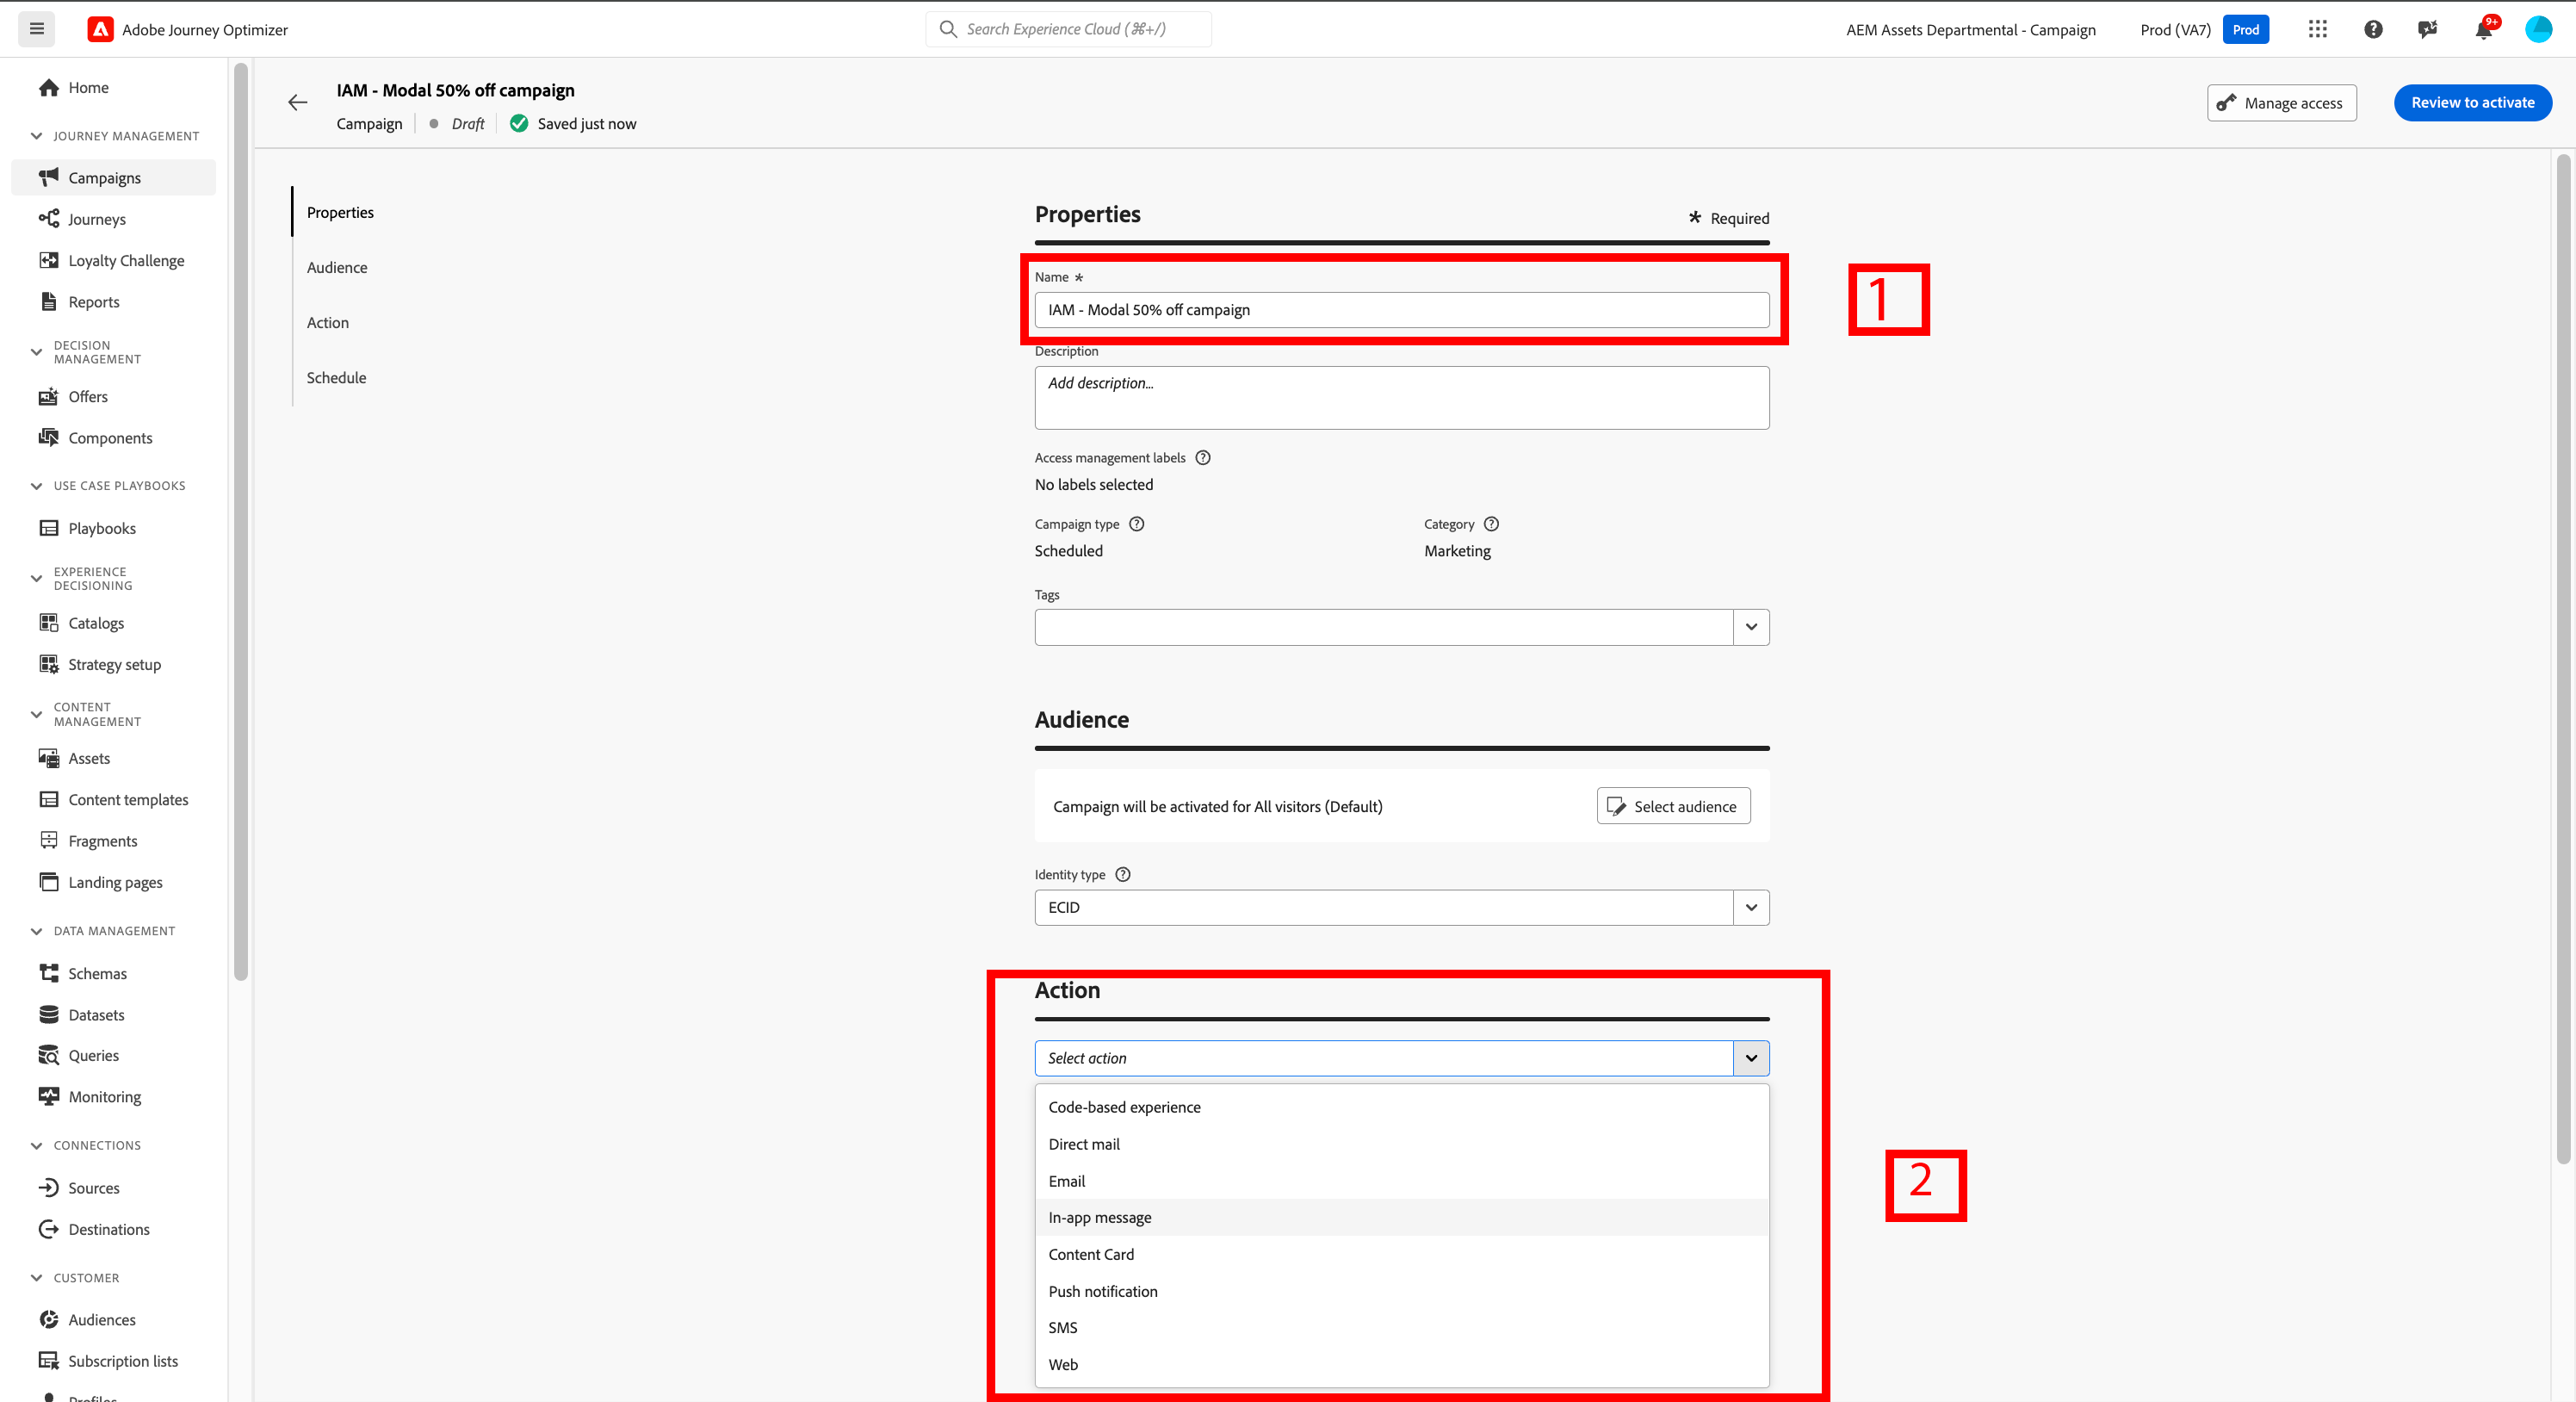 Adobe Journey Optimizer
Search Experience Cloud (⌘+/)
AEM Assets Departmental - Campaign
Prod (VA7)
Prod
9+
Home
JOURNEY MANAGEMENT
Campaigns
Journeys
Loyalty Challenge
Reports
DECISION
MANAGEMENT
Offers
Components
USE CASE PLAYBOOKS
Playbooks
EXPERIENCE
DECISIONING
Catalogs
Strategy setup
CONTENT
MANAGEMENT
Assets
Content templates
Fragments
Landing pages
DATA MANAGEMENT
Schemas
Datasets
Queries
Monitoring
CONNECTIONS
Sources
Destinations
CUSTOMER
Audiences
Subscription lists
Profiles
IAM - Modal 50% off campaign
Campaign
Draft
Saved just now
Manage access
Review to activate
Properties
Audience
Action
Schedule
Properties
* Required
Name *
IAM - Modal 50% off campaign
1
Description
Add description...
Access management labels
No labels selected
Campaign type
Category
Scheduled
Marketing
Tags
Audience
Campaign will be activated for All visitors (Default)
Select audience
Identity type
ECID
Action
Select action
Code-based experience
Direct mail
Email
In-app message
Content Card
Push notification
SMS
Web
2